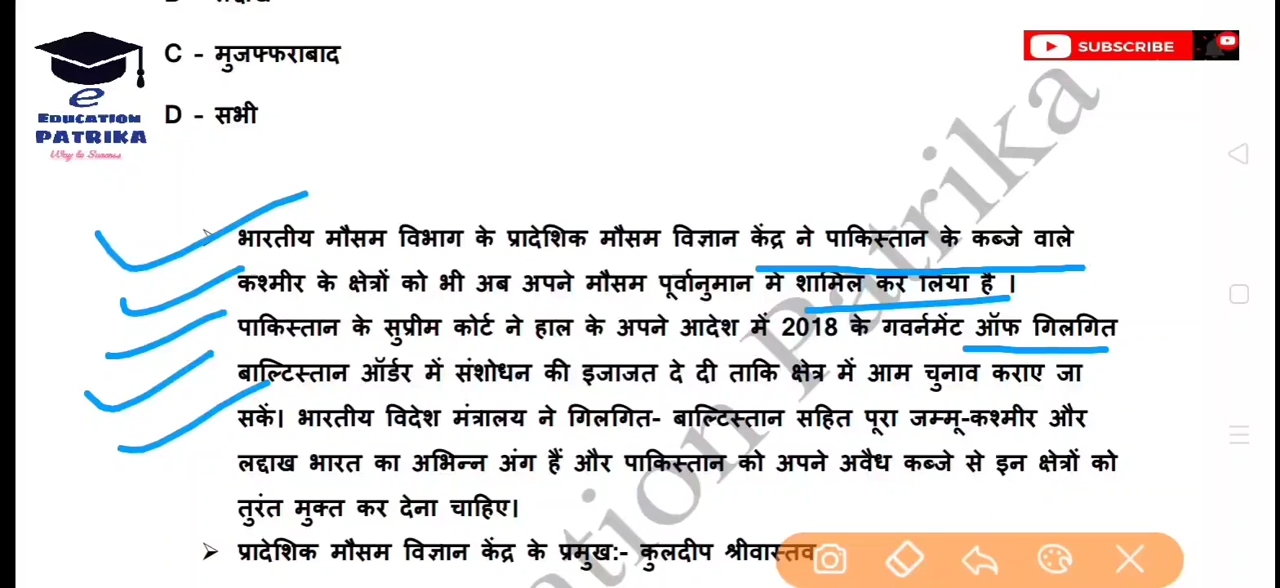 C - मुजफ्फराबाद
SUBSCRIBE
e
EDUCATION
PATRIKA
Way to Success
D - सभी
भारतीय मौसम विभाग के प्रादेशिक मौसम विज्ञान केंद्र ने पाकिस्तान के कब्जे वाले
कश्मीर के क्षेत्रों को भी अब अपने मौसम पूर्वानुमान मे शामिल कर लिया है ।
पाकिस्तान के सुप्रीम कोर्ट ने हाल के अपने आदेश में 2018 के गवर्नमेंट ऑफ गिलगित
बाल्टिस्तान ऑर्डर में संशोधन की इजाजत दे दी ताकि क्षेत्र में आम चुनाव कराए जा
सकें। भारतीय विदेश मंत्रालय ने गिलगित- बाल्टिस्तान सहित पूरा जम्मू-कश्मीर और
लद्दाख भारत का अभिन्न अंग हैं और पाकिस्तान को अपने अवैध कब्जे से इन क्षेत्रों को
तुरंत मुक्त कर देना चाहिए।
➢ प्रादेशिक मौसम विज्ञान केंद्र के प्रमुख:- कुलदीप श्रीवास्तव
ation Patrika